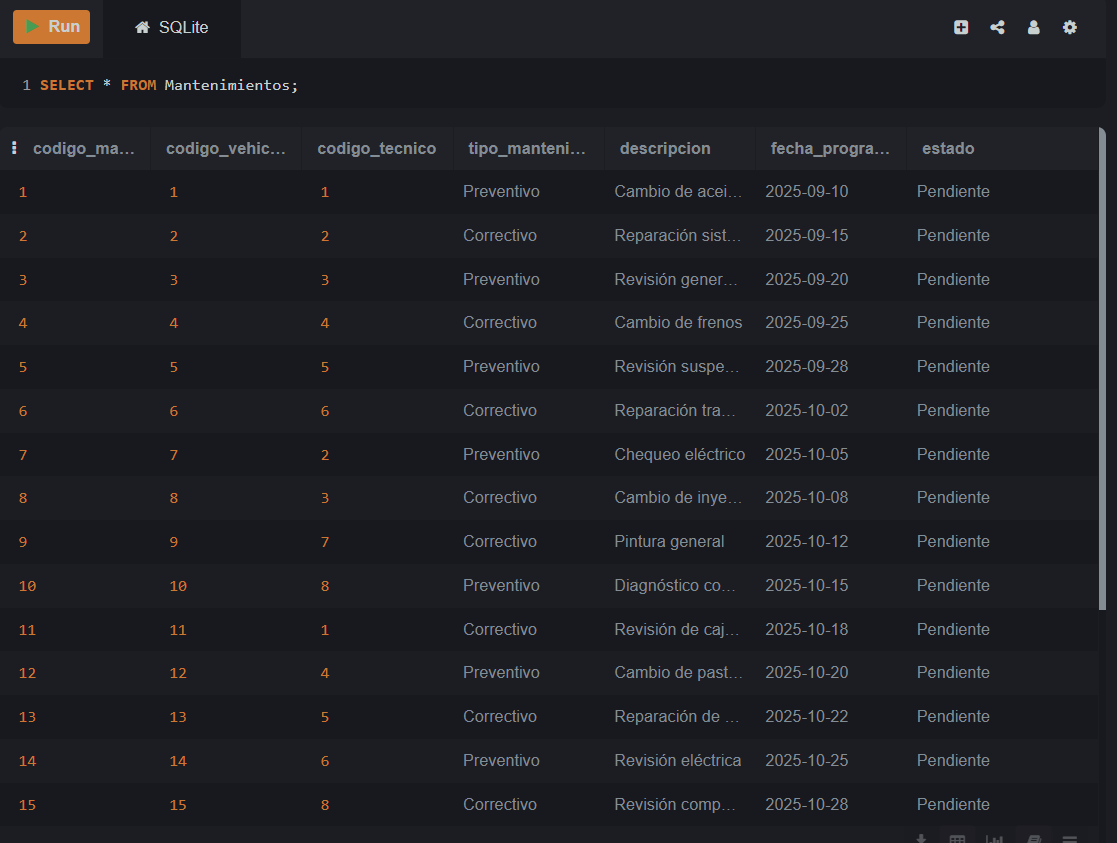 Run SQLite
1 SELECT * FROM Mantenimientos;
codigo_ma... codigo_vehic... codigo_tecnico tipo_manteni... descripcion fecha_progra... estado
1 1 1 Preventivo Cambio de acei... 2025-09-10 Pendiente
2 2 2 Correctivo Reparación sist... 2025-09-15 Pendiente
3 3 3 Preventivo Revisión gener... 2025-09-20 Pendiente
4 4 4 Correctivo Cambio de frenos 2025-09-25 Pendiente
5 5 5 Preventivo Revisión suspe... 2025-09-28 Pendiente
6 6 6 Correctivo Reparación tra... 2025-10-02 Pendiente
7 7 2 Preventivo Chequeo eléctrico 2025-10-05 Pendiente
8 8 3 Correctivo Cambio de inye... 2025-10-08 Pendiente
9 9 7 Correctivo Pintura general 2025-10-12 Pendiente
10 10 8 Preventivo Diagnóstico co... 2025-10-15 Pendiente
11 11 1 Correctivo Revisión de caj... 2025-10-18 Pendiente
12 12 4 Preventivo Cambio de past... 2025-10-20 Pendiente
13 13 5 Correctivo Reparación de ... 2025-10-22 Pendiente
14 14 6 Preventivo Revisión eléctrica 2025-10-25 Pendiente
15 15 8 Correctivo Revisión comp... 2025-10-28 Pendiente